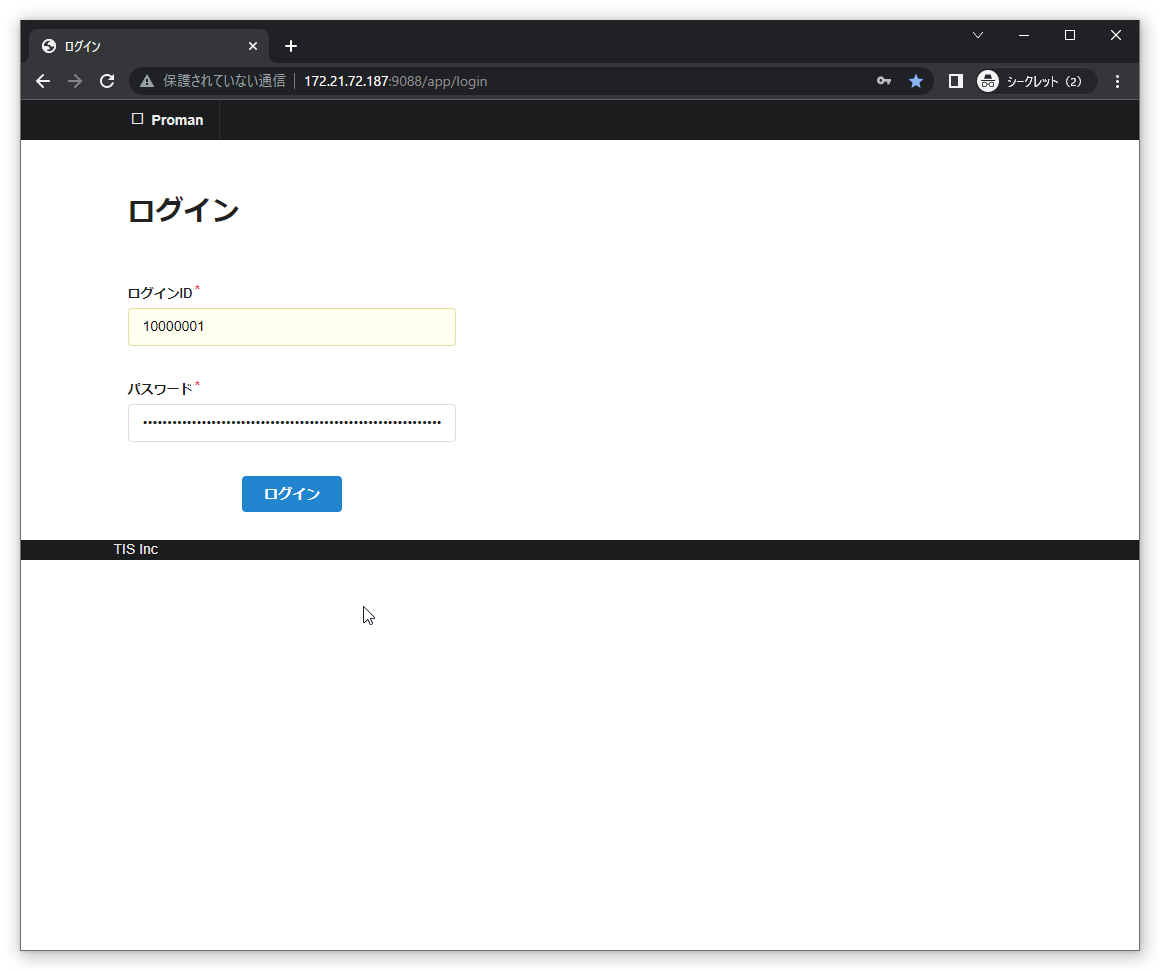 ログイン
保護されていない通信 172.21.72.187:9088/app/login シークレット (2)
Proman
ログイン
ログインID*
10000001
パスワード*
ログイン
TIS Inc